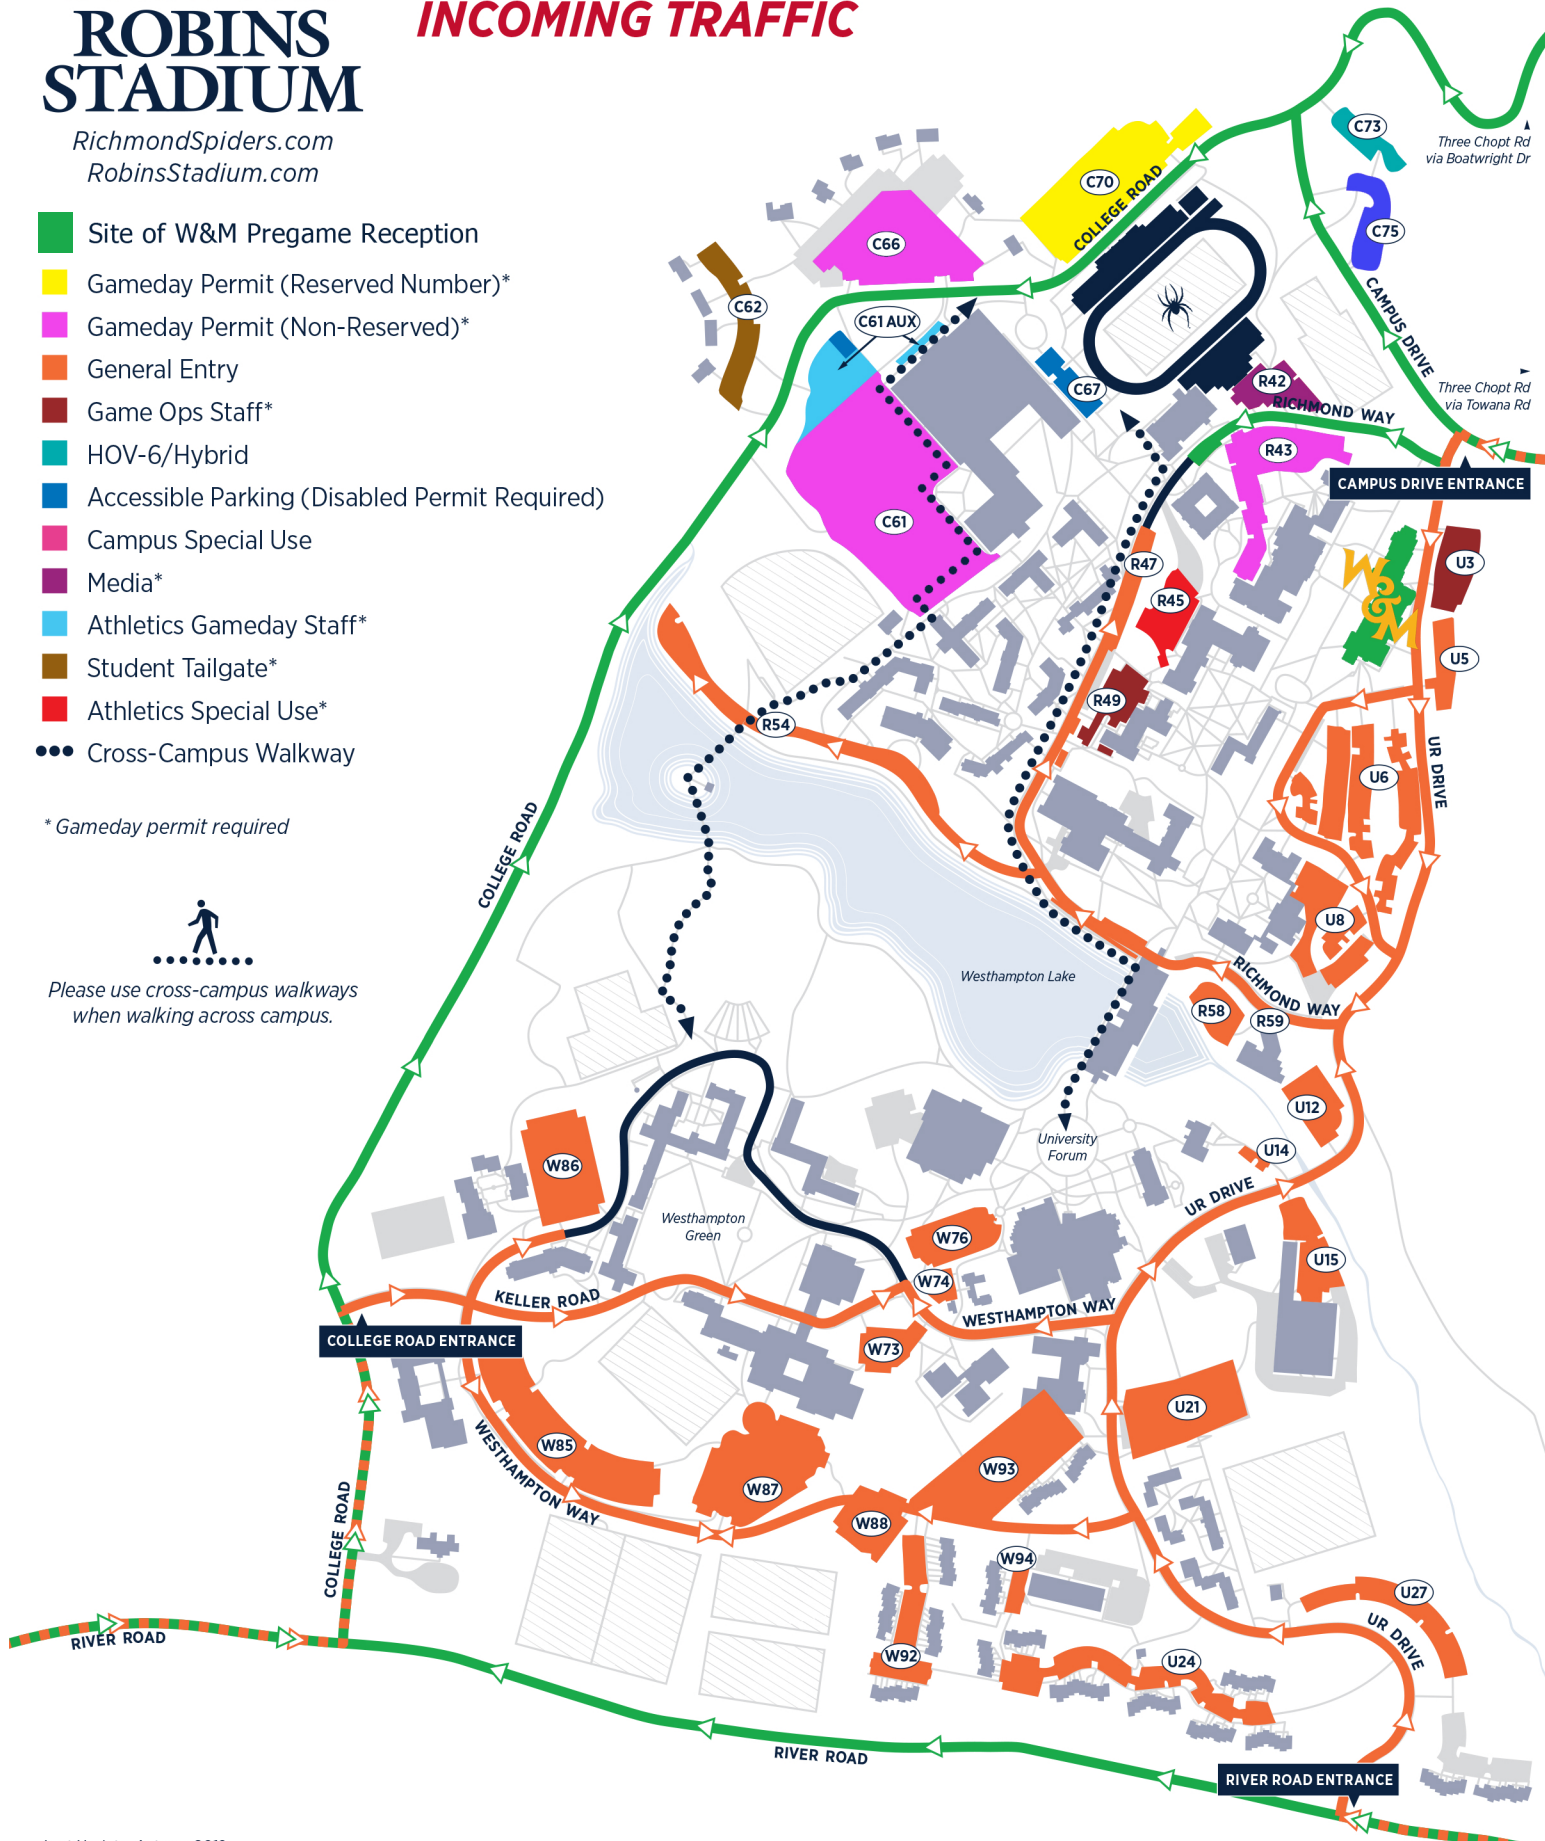 INCOMING TRAFFIC
ROBINS
STADIUM
RichmondSpiders.com
RobinsStadium.com
Site of W&M Pregame Reception
Gameday Permit (Reserved Number)*
Gameday Permit (Non-Reserved)*
General Entry
Game Ops Staff*
HOV-6/Hybrid
Accessible Parking (Disabled Permit Required)
Campus Special Use
Media*
Athletics Gameday Staff*
Student Tailgate*
Athletics Special Use*
Cross-Campus Walkway
* Gameday permit required
Please use cross-campus walkways
when walking across campus.
C73
Three Chopt Rd
via Boatwright Dr
C70
COLLEGE ROAD
C75
C66
C62
C61 AUX
CAMPUS DRIVE
C67
R42
Three Chopt Rd
via Towana Rd
RICHMOND WAY
R43
CAMPUS DRIVE ENTRANCE
C61
R47
U3
R45
W&M
U5
R49
R54
UR DRIVE
U6
COLLEGE ROAD
U8
Westhampton Lake
RICHMOND WAY
R58
R59
U12
University
Forum
U14
W86
UR DRIVE
Westhampton
Green
W76
U15
W74
KELLER ROAD
WESTHAMPTON WAY
COLLEGE ROAD ENTRANCE
W73
U21
W85
WESTHAMPTON WAY
W93
W87
W88
COLLEGE ROAD
W94
U27
RIVER ROAD
UR DRIVE
W92
U24
RIVER ROAD
RIVER ROAD ENTRANCE